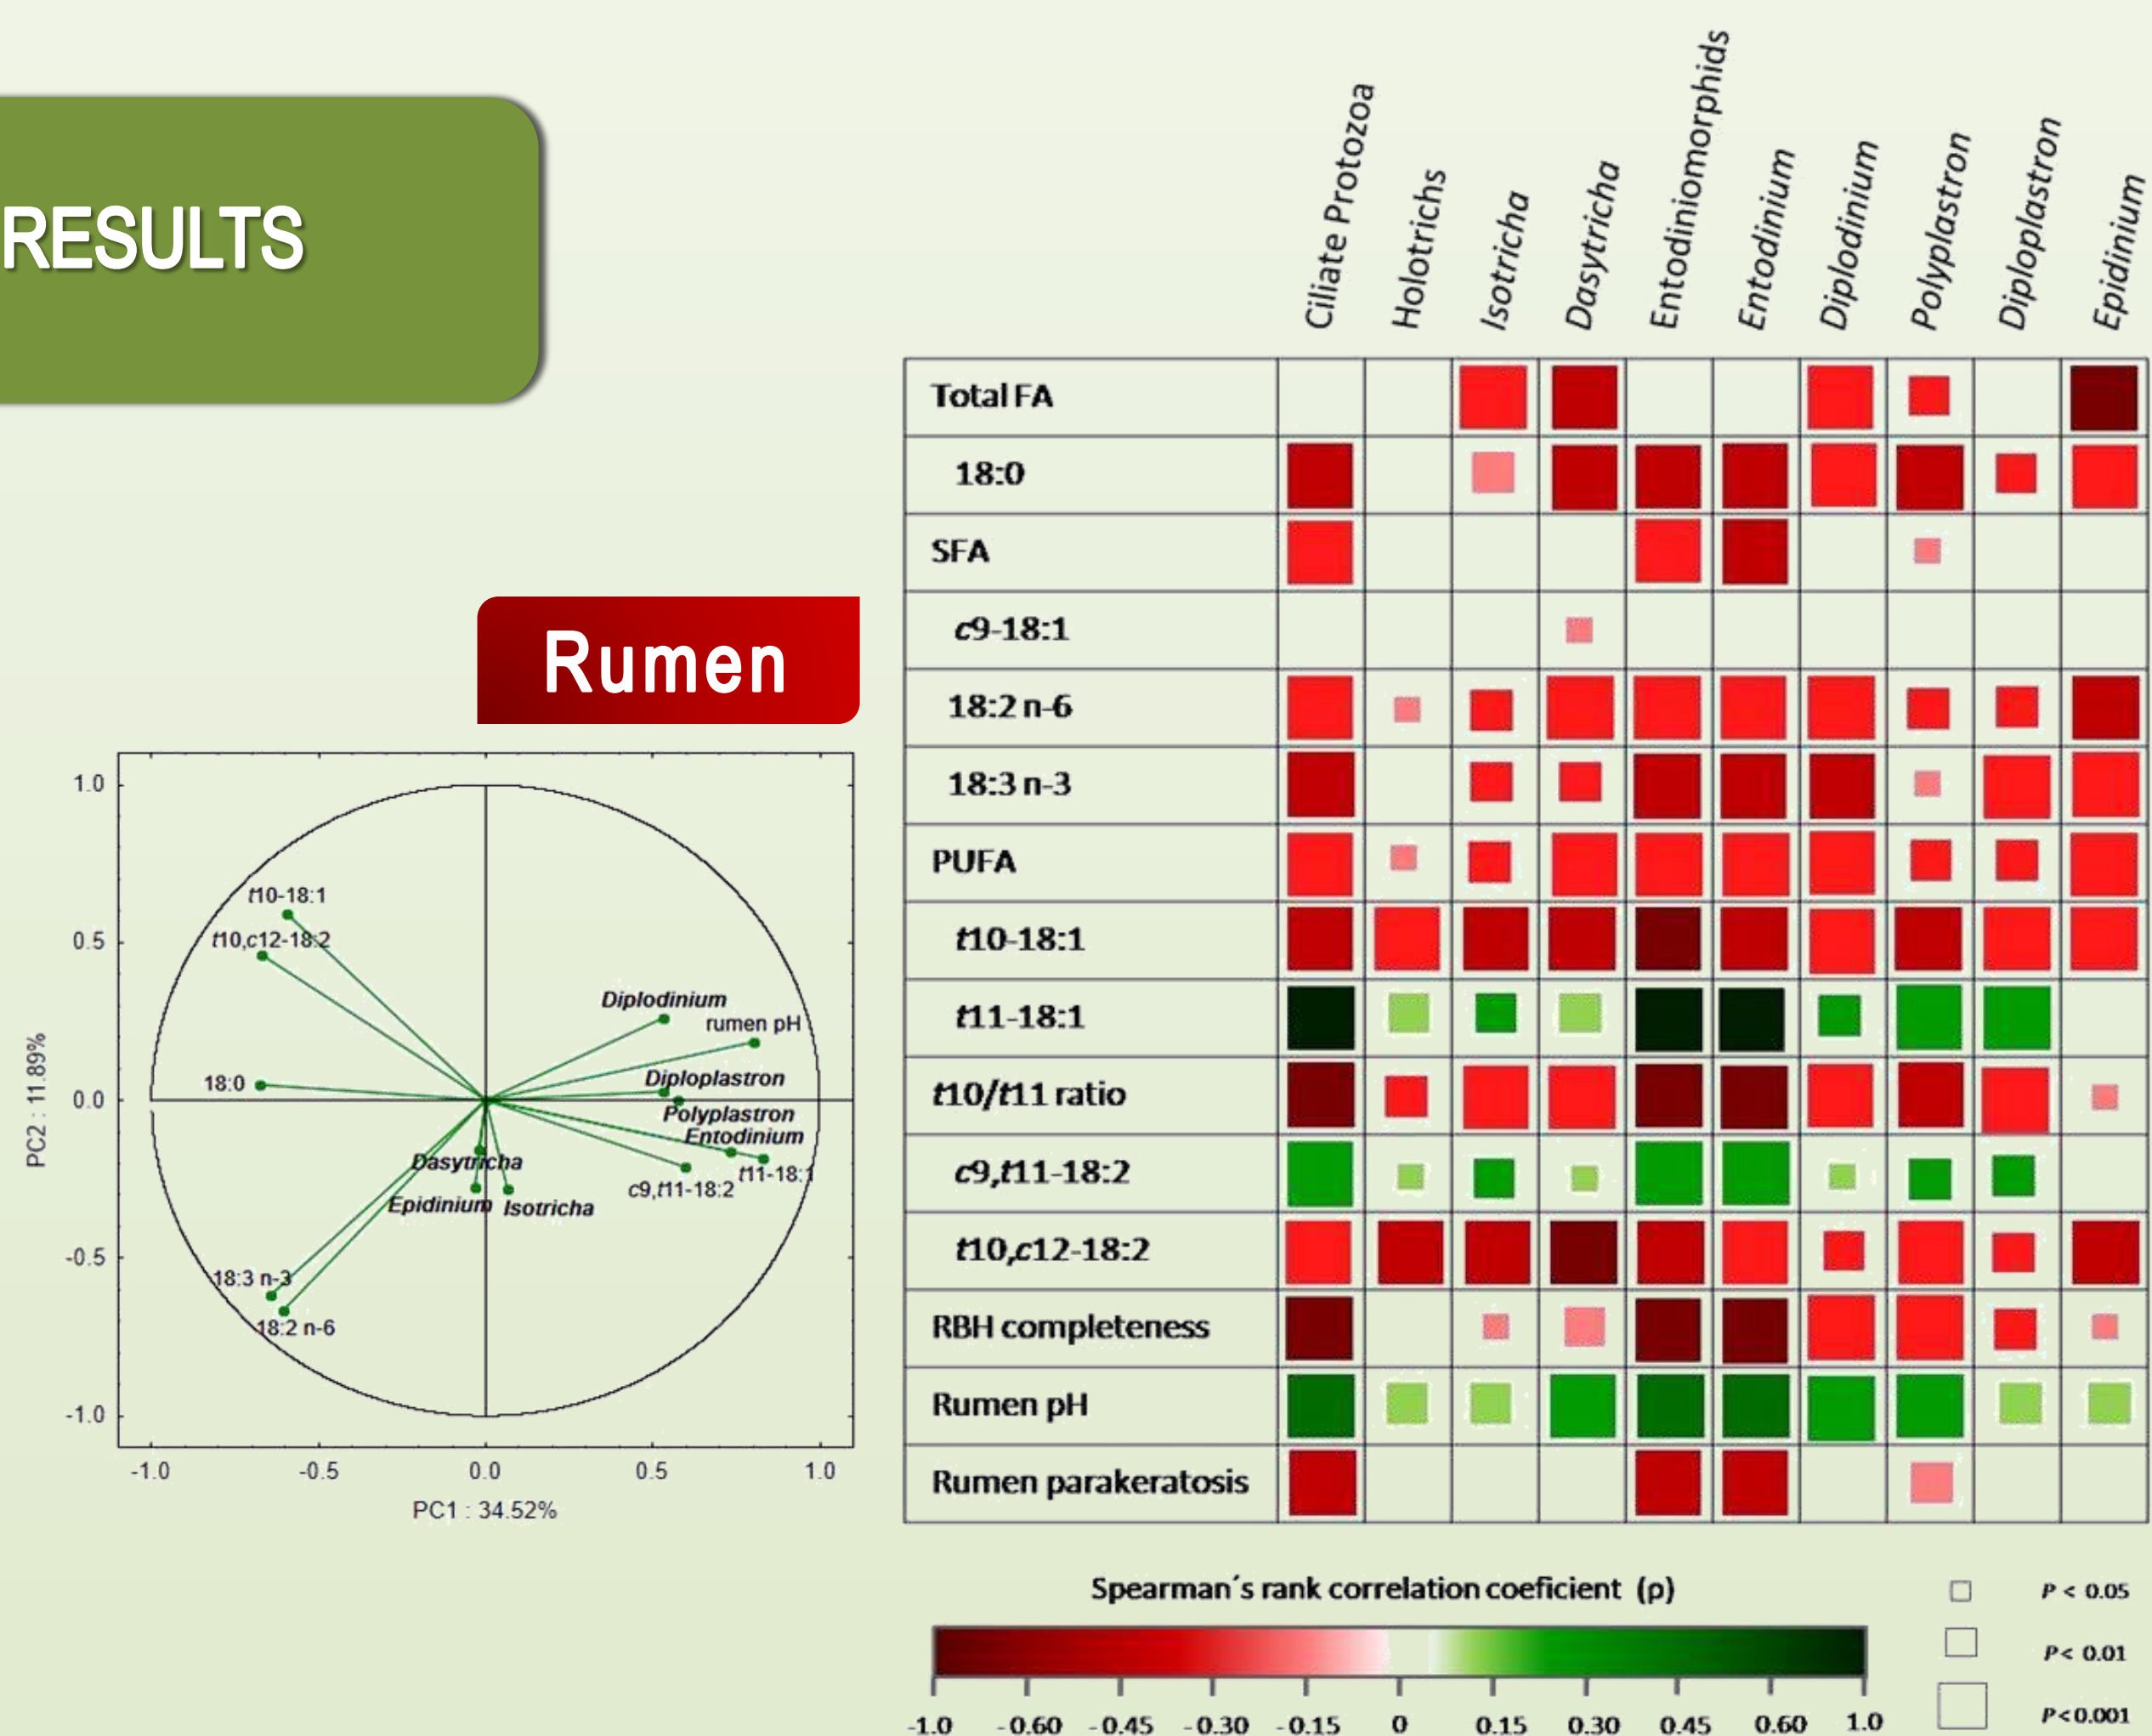 RESULTS
Rumen
Ciliate Protozoa
Holotrichs
Isotricha
Dasytricha
Entodiniomorphids
Entodinium
Diplodinium
Polyplastron
Diploplastron
Epidinium
Total FA
18:0
SFA
c9-18:1
18:2 n-6
18:3 n-3
PUFA
t10-18:1
t11-18:1
t10/t11 ratio
c9,t11-18:2
t10,c12-18:2
RBH completeness
Rumen pH
Rumen parakeratosis
Spearman´s rank correlation coeficient (ρ)
-1.0 -0.60 -0.45 -0.30 -0.15 0 0.15 0.30 0.45 0.60 1.0
P < 0.05
P < 0.01
P<0.001
1.0
0.5
0.0
-0.5
-1.0
PC2 : 11.89%
t10-18:1
t10,c12-18:2
18:0
Diplodinium
rumen pH
Diploplastron
Polyplastron
Entodinium
t11-18:1
c9,t11-18:2
Dasytricha
Epidinium
Isotricha
18:3 n-3
18:2 n-6
-1.0 -0.5 0.0 0.5 1.0
PC1 : 34.52%